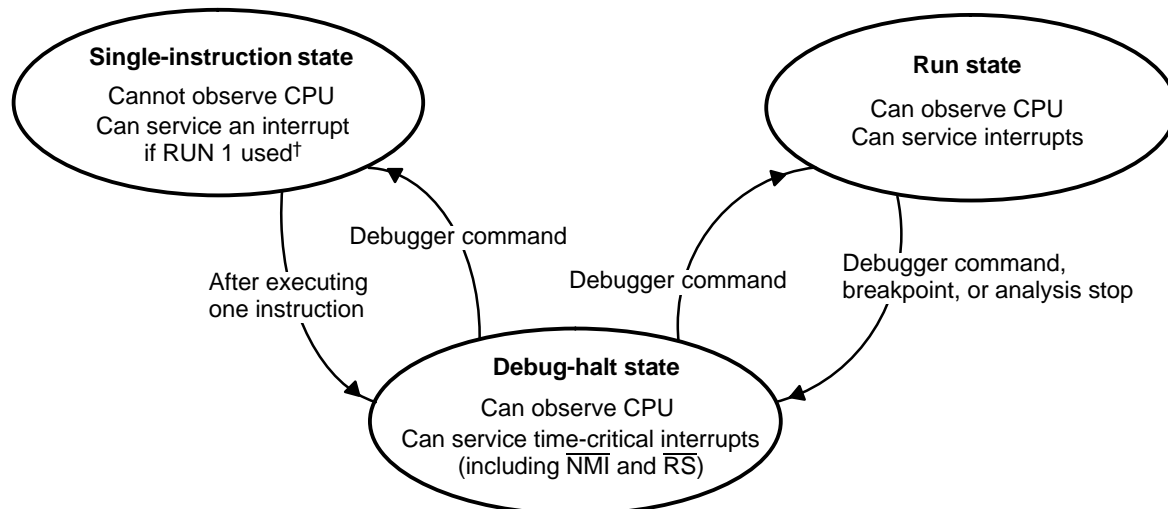 Single-instruction state
Cannot observe CPU
Can service an interrupt
if RUN 1 used†
Run state
Can observe CPU
Can service interrupts
Debugger command
After executing
one instruction
Debugger command
Debugger command,
breakpoint, or analysis stop
Debug-halt state
Can observe CPU
Can service time-critical interrupts
(including N̅M̅I̅ and R̅S̅)